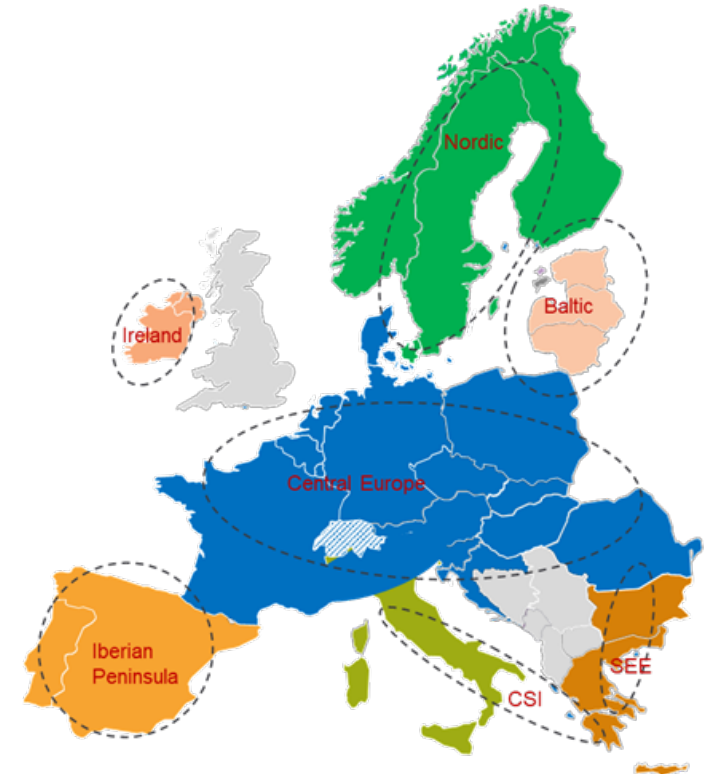 Nordic
Baltic
Ireland
Central Europe
Iberian
Peninsula
SEE
CSI